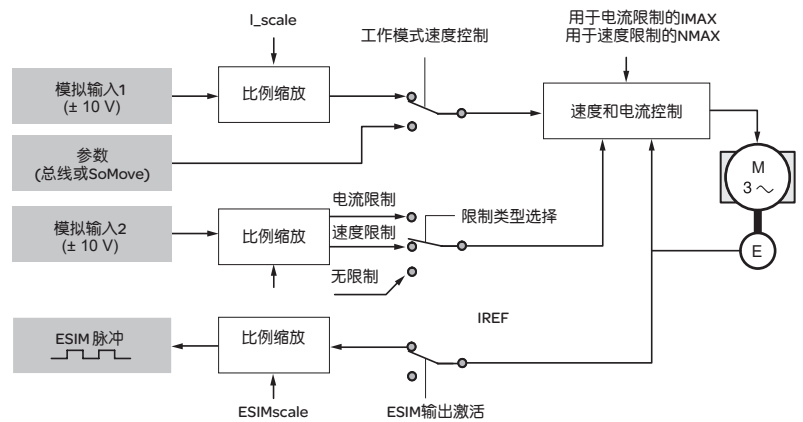 I_scale
工作模式速度控制
用于电流限制的IMAX
用于速度限制的NMAX
模拟输入1
(± 10 V)
比例缩放
速度和电流控制
参数
(总线或SoMove)
M
3 ～
电流限制
限制类型选择
模拟输入2
(± 10 V)
比例缩放
速度限制
E
无限制
IREF
ESIM 脉冲
比例缩放
ESIMscale
ESIM输出激活